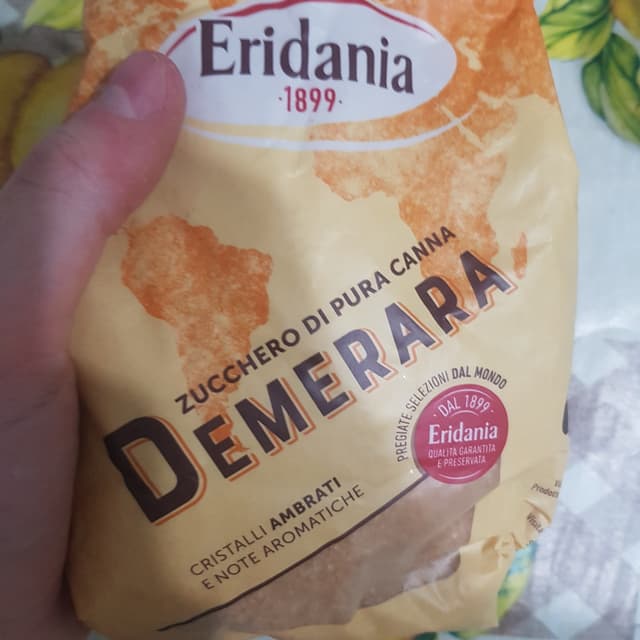 Eridania
·1899·
ZUCCHERO DI PURA CANNA
DEMERARA
CRISTALLI AMBRATI
E NOTE AROMATICHE
PREGIATE SELEZIONI DAL MONDO
· DAL 1899 ·
Eridania
QUALITÀ GARANTITA
E PRESERVATA